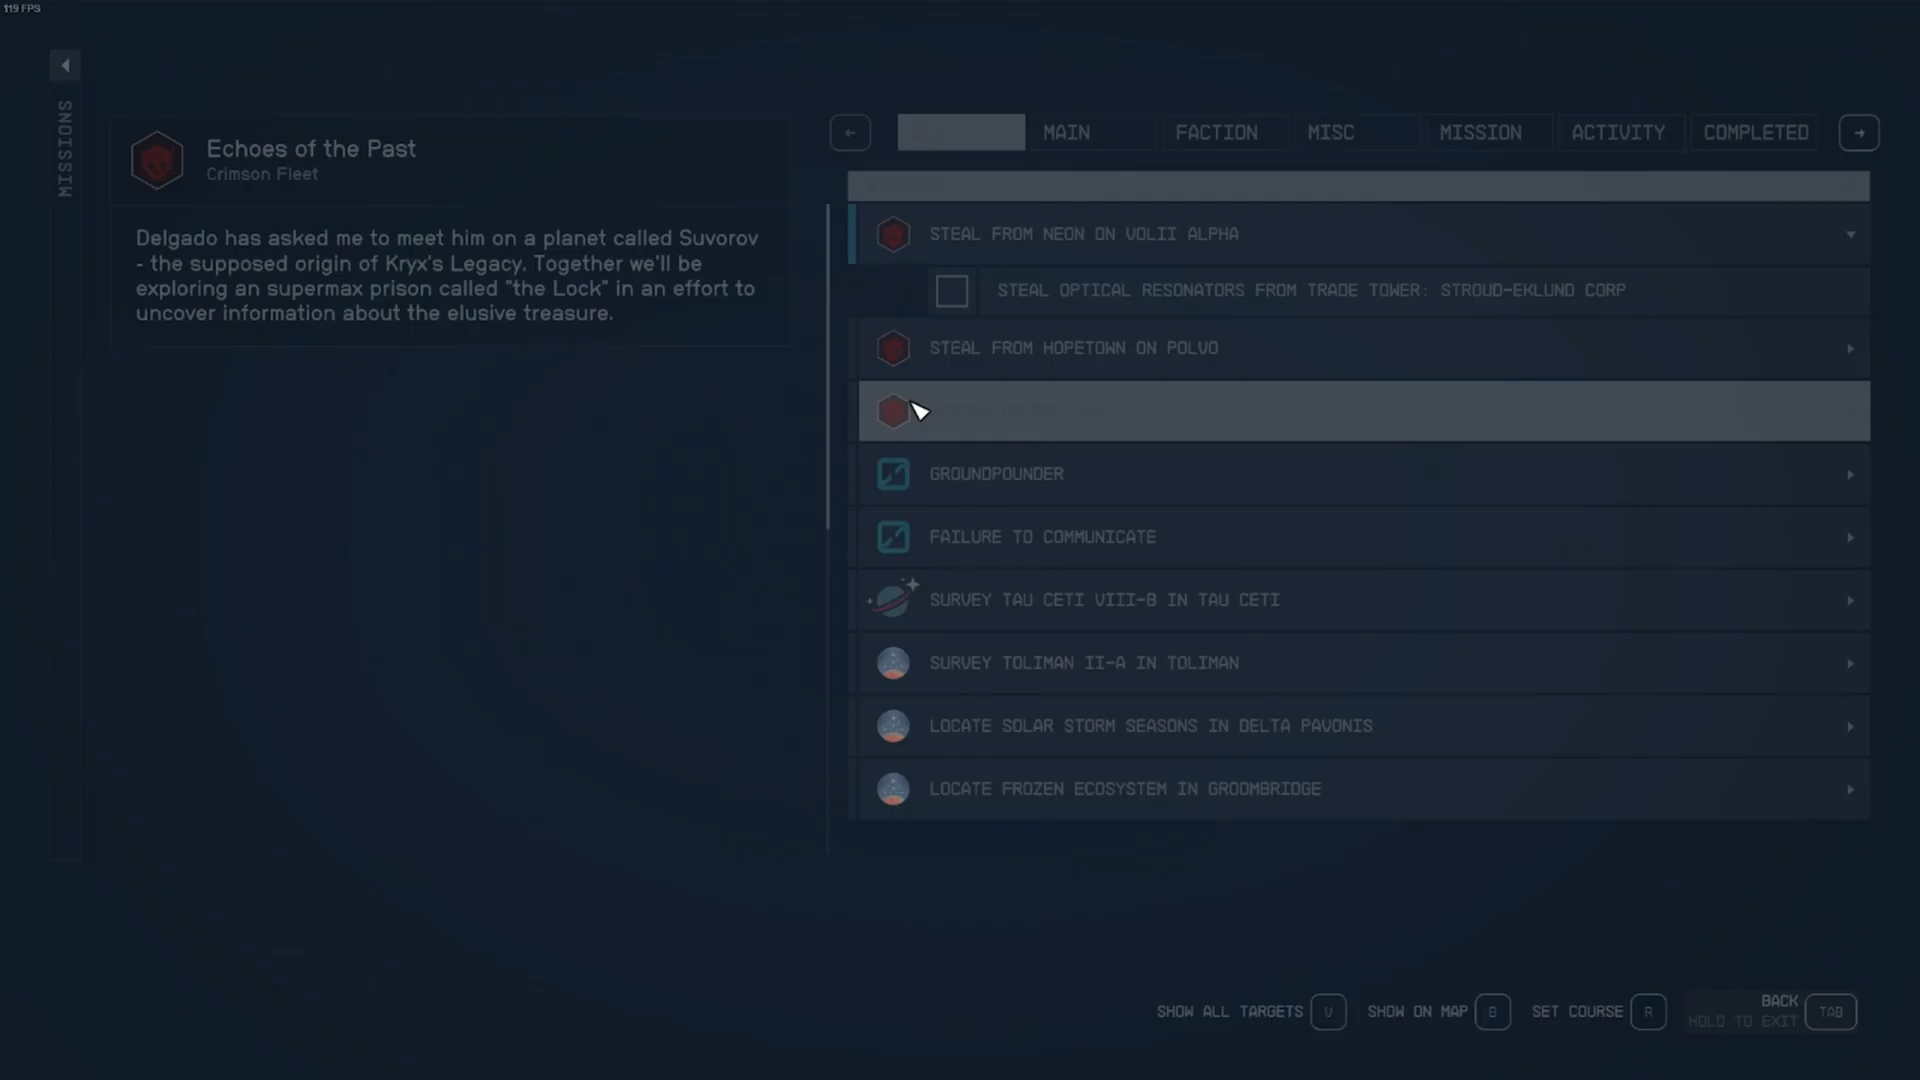 119 FPS
MISSIONS
Echoes of the Past
Crimson Fleet
Delgado has asked me to meet him on a planet called Suvorov
- the supposed origin of Kryx's Legacy. Together we'll be
exploring an supermax prison called "the Lock" in an effort to
uncover information about the elusive treasure.
MAIN
FACTION
MISC
MISSION
ACTIVITY
COMPLETED
STEAL FROM NEON ON VOLII ALPHA
STEAL OPTICAL RESONATORS FROM TRADE TOWER: STROUD-EKLUND CORP
STEAL FROM HOPETOWN ON POLVO
GROUNDPOUNDER
FAILURE TO COMMUNICATE
SURVEY TAU CETI VIII-B IN TAU CETI
SURVEY TOLIMAN II-A IN TOLIMAN
LOCATE SOLAR STORM SEASONS IN DELTA PAVONIS
LOCATE FROZEN ECOSYSTEM IN GROOMBRIDGE
SHOW ALL TARGETS V
SHOW ON MAP B
SET COURSE R
BACK
HOLD TO EXIT
TAB